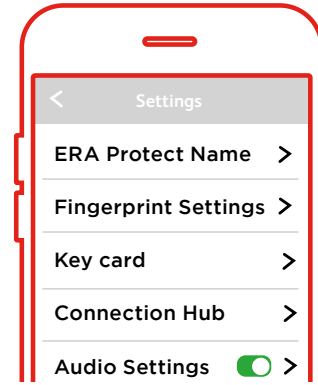 Settings
ERA Protect Name
Fingerprint Settings
Key card
Connection Hub
Audio Settings